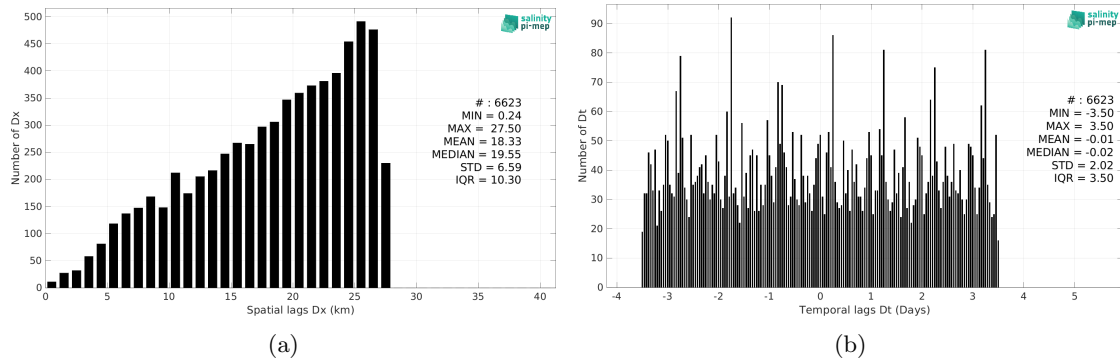 salinity
pi-mep
500
450
400
350
300
250
200
150
100
50
0
Number of Dx
# : 6623
MIN = 0.24
MAX = 27.50
MEAN = 18.33
MEDIAN = 19.55
STD = 6.59
IQR = 10.30
0 5 10 15 20 25 30 35 40
Spatial lags Dx (km)
(a)
salinity
pi-mep
90
80
70
60
50
40
30
20
10
0
Number of Dt
# : 6623
MIN = -3.50
MAX = 3.50
MEAN = -0.01
MEDIAN = -0.02
STD = 2.02
IQR = 3.50
-4 -3 -2 -1 0 1 2 3 4 5
Temporal lags Dt (Days)
(b)